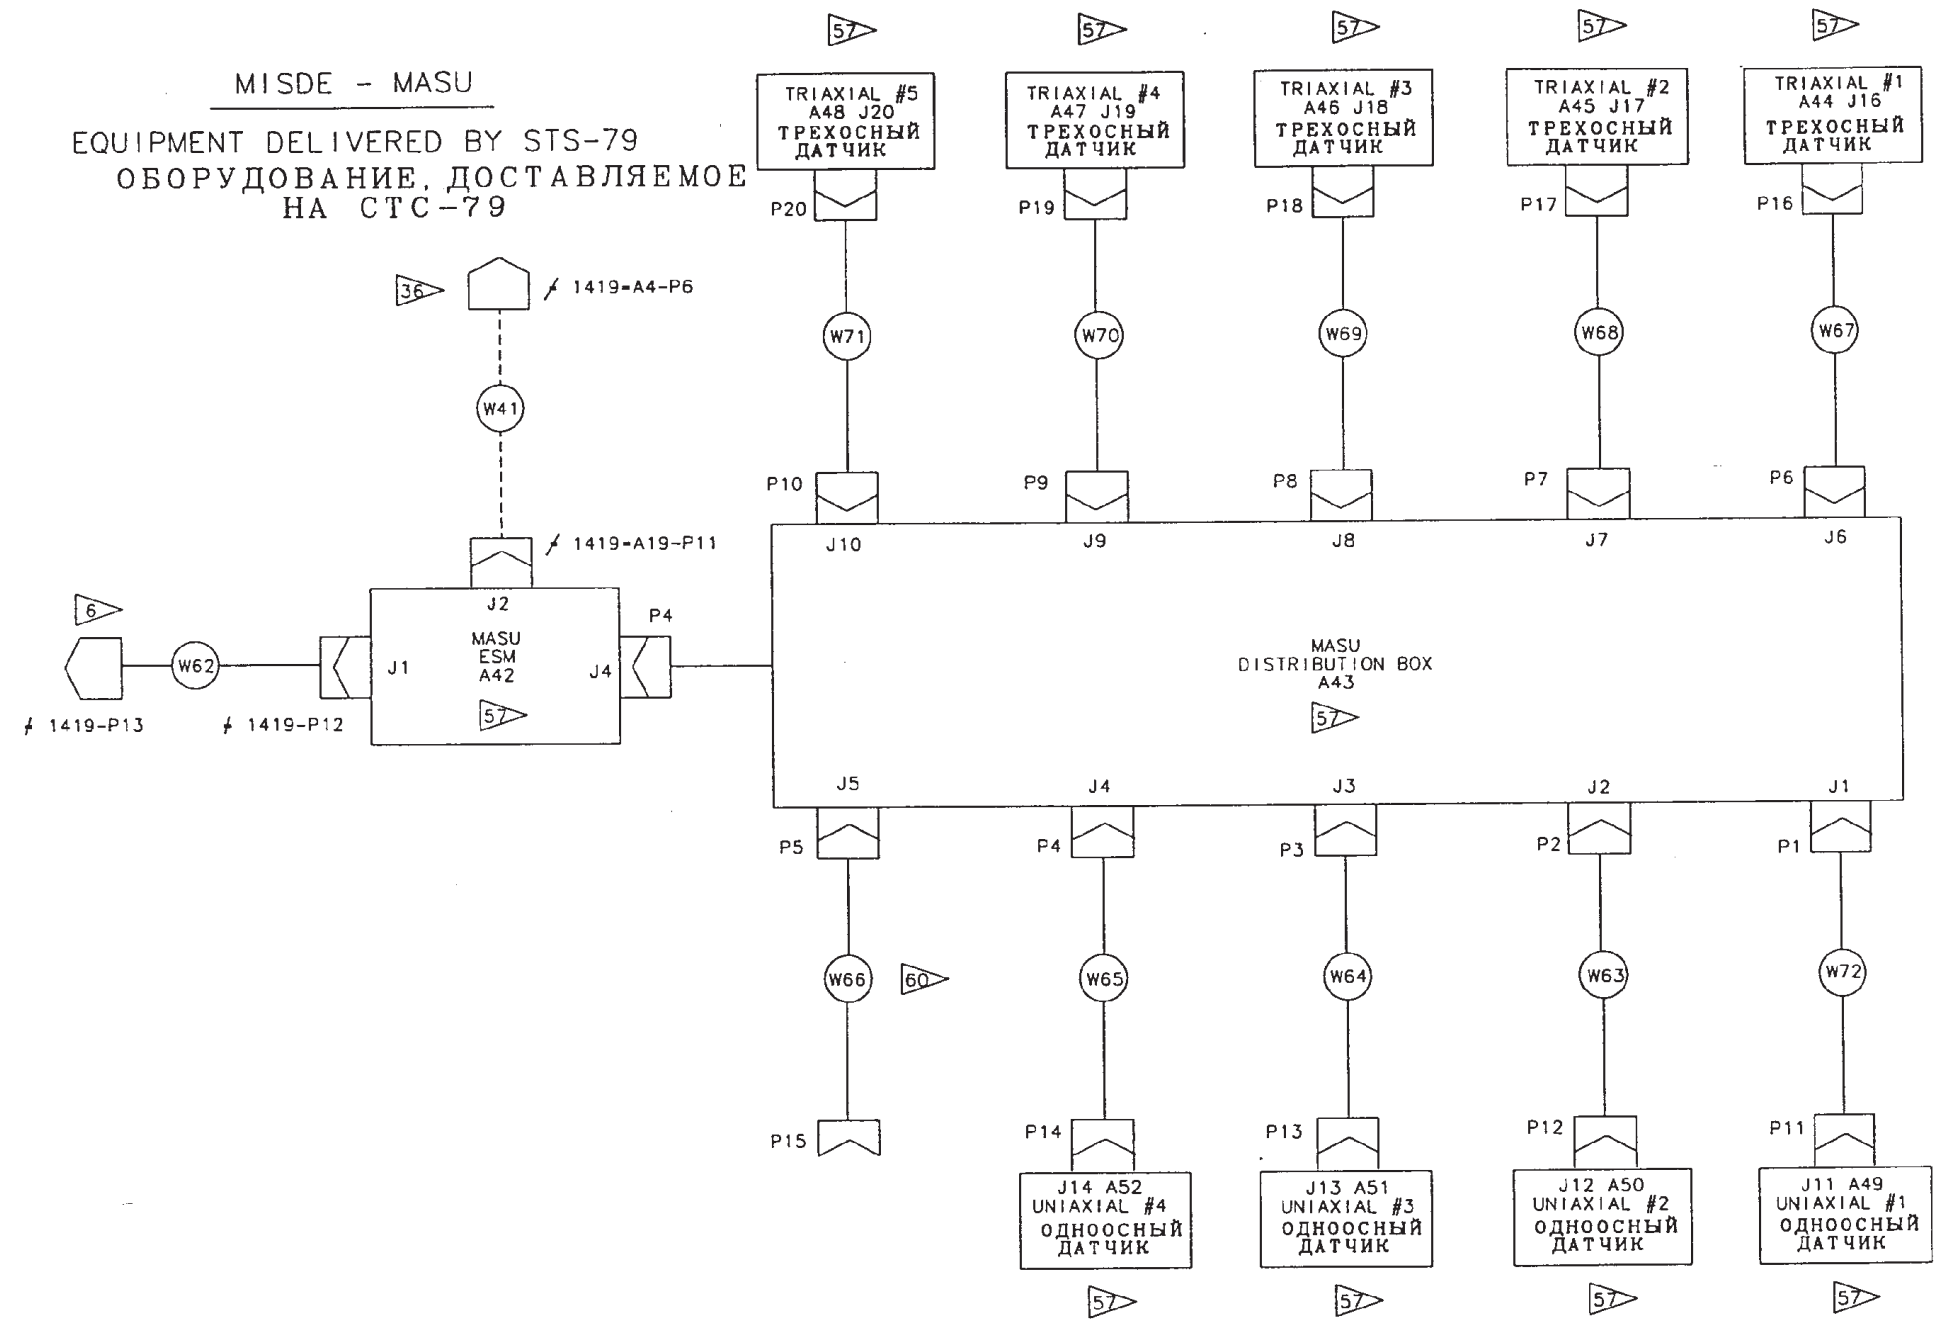 MISDE - MASU
EQUIPMENT DELIVERED BY STS-79
ОБОРУДОВАНИЕ, ДОСТАВЛЯЕМОЕ
НА СТС-79
57
57
57
57
57
TRIAXIAL #5
A48 J20
ТРЕХОСНЫЙ
ДАТЧИК
TRIAXIAL #4
A47 J19
ТРЕХОСНЫЙ
ДАТЧИК
TRIAXIAL #3
A46 J18
ТРЕХОСНЫЙ
ДАТЧИК
TRIAXIAL #2
A45 J17
ТРЕХОСНЫЙ
ДАТЧИК
TRIAXIAL #1
A44 J16
ТРЕХОСНЫЙ
ДАТЧИК
P20
P19
P18
P17
P16
36
1419-A4-P6
W71
W70
W69
W68
W67
W41
P10
P9
P8
P7
P6
1419-A19-P11
J10
J9
J8
J7
J6
6
W62
1419-P13
1419-P12
J1
J2
MASU
ESM
A42
57
J4
P4
MASU
DISTRIBUTION BOX
A43
57
J5
J4
J3
J2
J1
P5
P4
P3
P2
P1
W66
60
W65
W64
W63
W72
P15
P14
P13
P12
P11
J14 A52
UNIAXIAL #4
ОДНООСНЫЙ
ДАТЧИК
J13 A51
UNIAXIAL #3
ОДНООСНЫЙ
ДАТЧИК
J12 A50
UNIAXIAL #2
ОДНООСНЫЙ
ДАТЧИК
J11 A49
UNIAXIAL #1
ОДНООСНЫЙ
ДАТЧИК
57
57
57
57